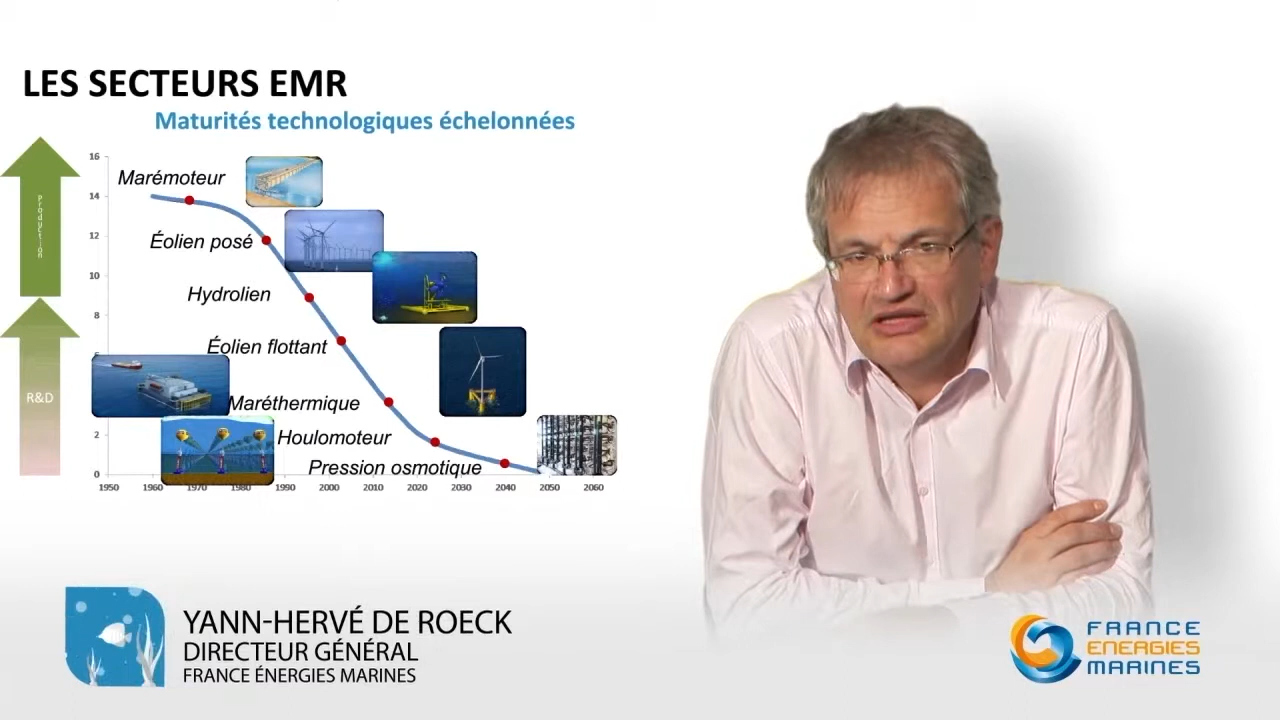 LES SECTEURS EMR
Maturités technologiques échelonnées
Production
R&D
16
14
12
10
8
2
0
Marémoteur
Éolien posé
Hydrolien
Éolien flottant
Maréthermique
Houlomoteur
Pression osmotique
1950 1960 1970 1980 1990 2000 2010 2020 2030 2040 2050 2060
YANN-HERVÉ DE ROECK
DIRECTEUR GÉNÉRAL
FRANCE ÉNERGIES MARINES
FRANCE
ENERGIES
MARINES